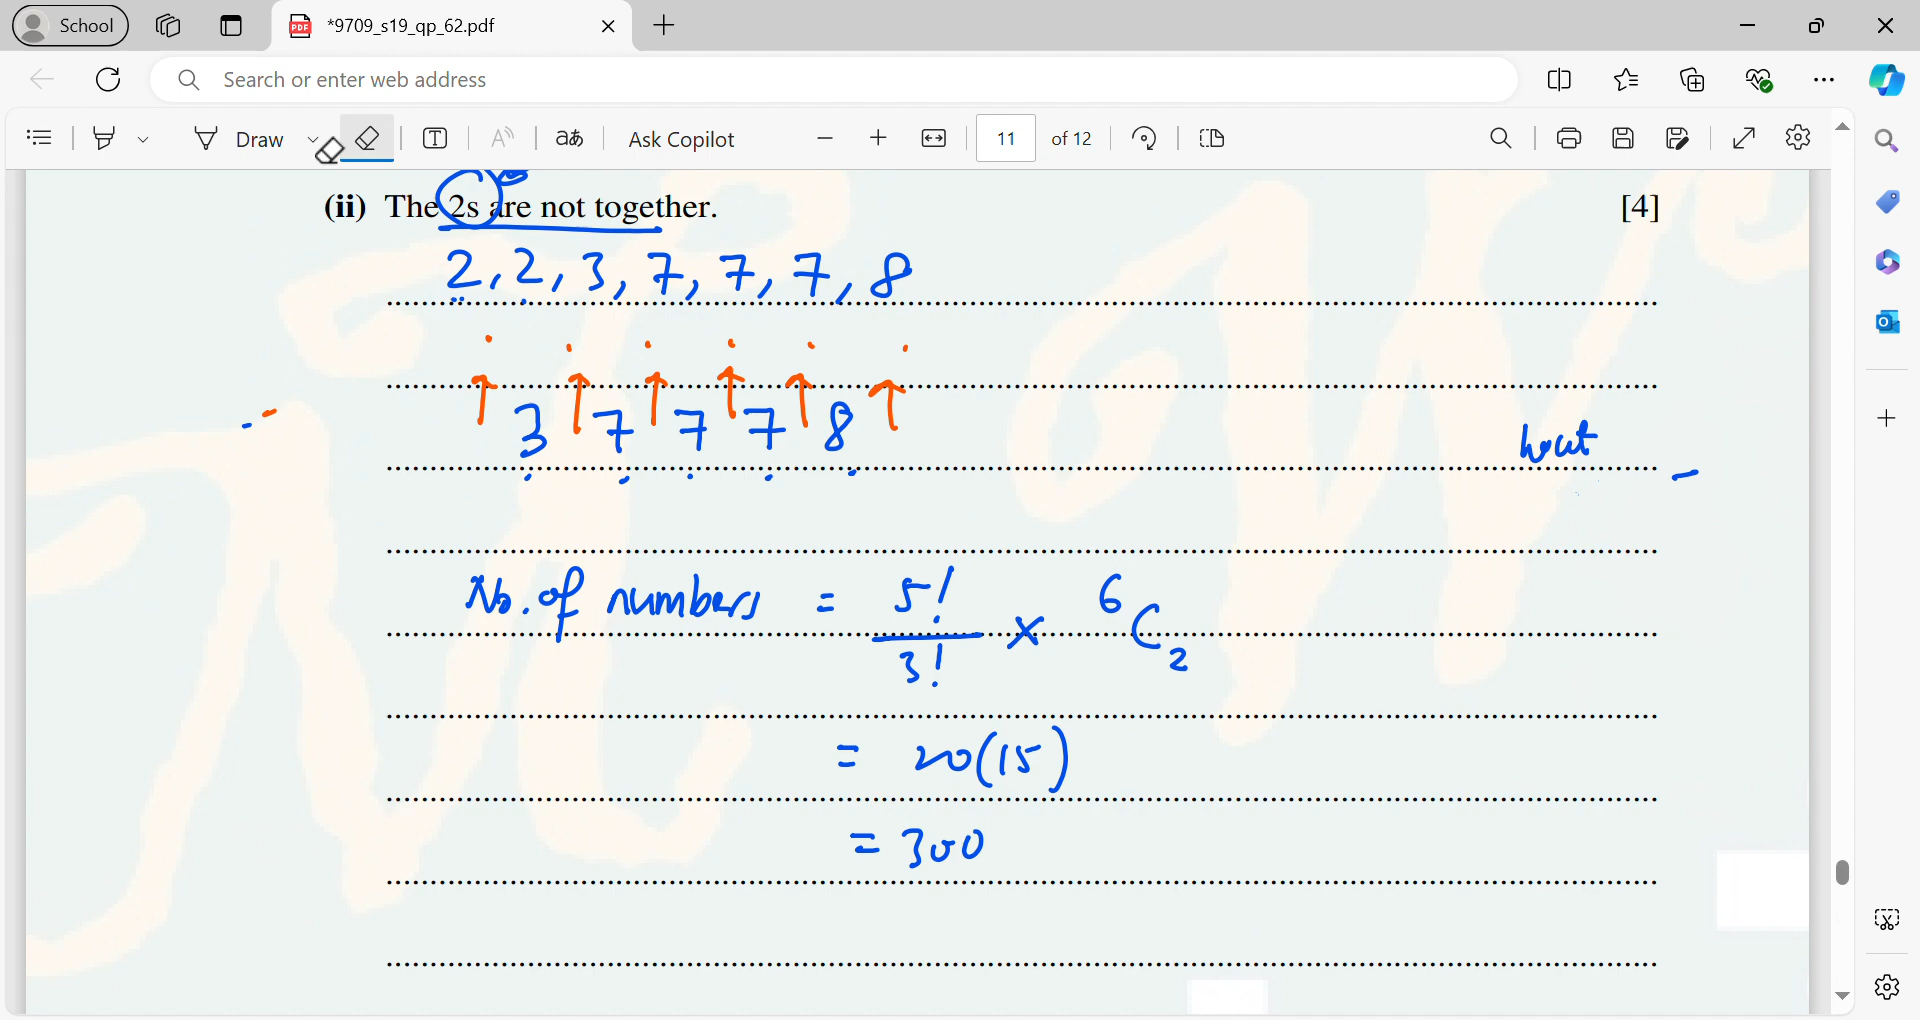 School
*9709_s19_qp_62.pdf
Search or enter web address
Draw
Ask Copilot
11 of 12
(ii) The 2s are not together. [4]
2, 2, 3, 7, 7, 7, 8
3 7 7 7 8
No. of numbers = 5!/3! × ⁶C₂
= 20(15)
= 300